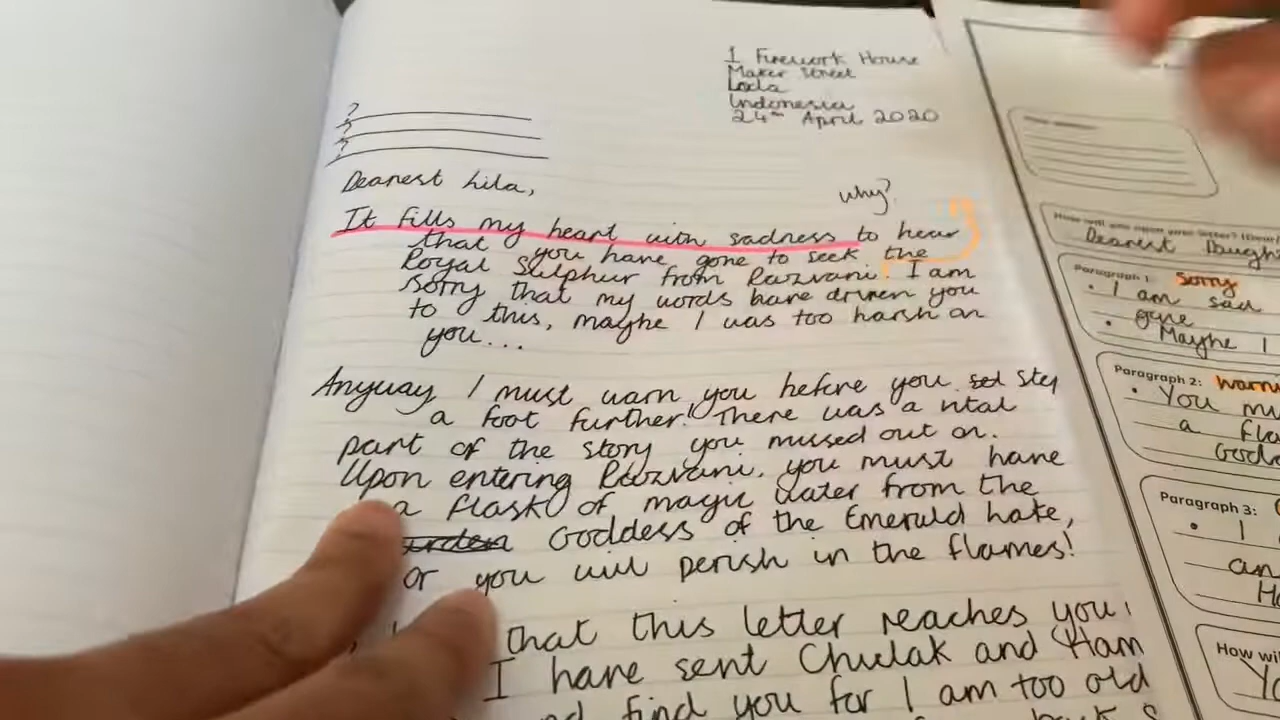 1 Firework House
Maker Street
Loda
Indonesia
24th April 2020
?
?
?
Dearest Lila,
why?
It fills my heart with sadness to hear
that you have gone to seek the
Royal Sulphur from Razvani. I am
sorry that my words have driven you
to this, maybe I was too harsh on
you...
Anyway I must warn you before you set step
a foot further! There was a vital
part of the story you missed out on.
Upon entering Razvani, you must have
a flask of magic water from the
Goddess of the Emerald Lake,
or you will perish in the flames!
that this letter reaches you,
I have sent Chulak and Ham
find you for I am too old
Dearest
Paragraph 1: Sorry
• I am sad
gone
• Maybe I
Paragraph 2:
• You mu
a fla
Godd
Paragraph 3:
• I
an
Ha
How wil
Yo